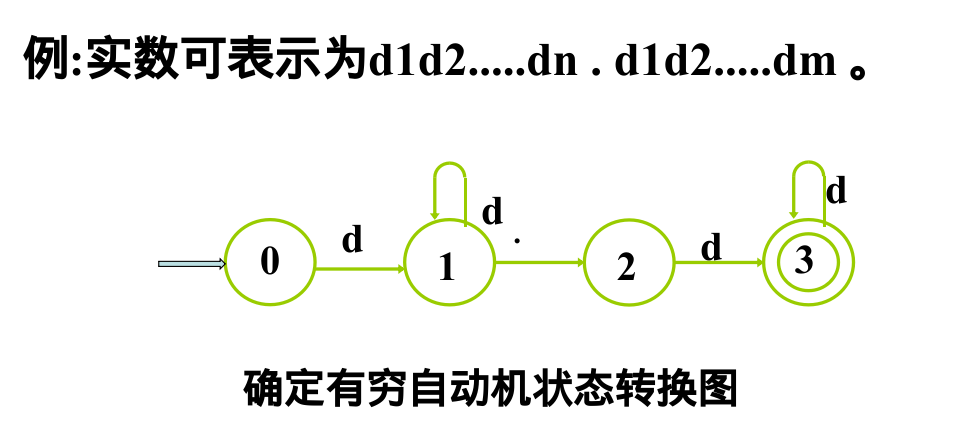 例:实数可表示为d1d2.....dn . d1d2.....dm 。
d
d
0
d
1
.
2
d
3
确定有穷自动机状态转换图